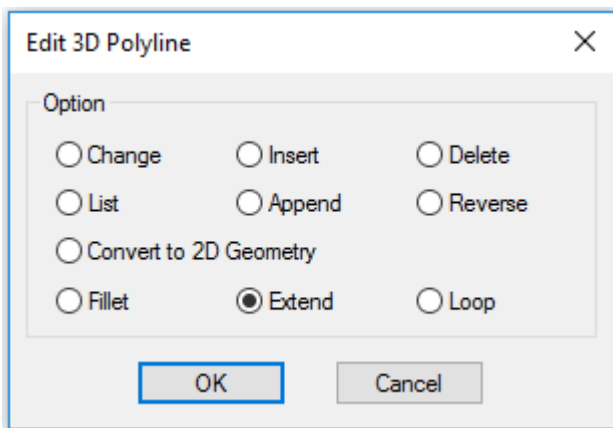 Edit 3D Polyline
Option
Change Insert Delete
List Append Reverse
Convert to 2D Geometry
Fillet Extend Loop
OK Cancel